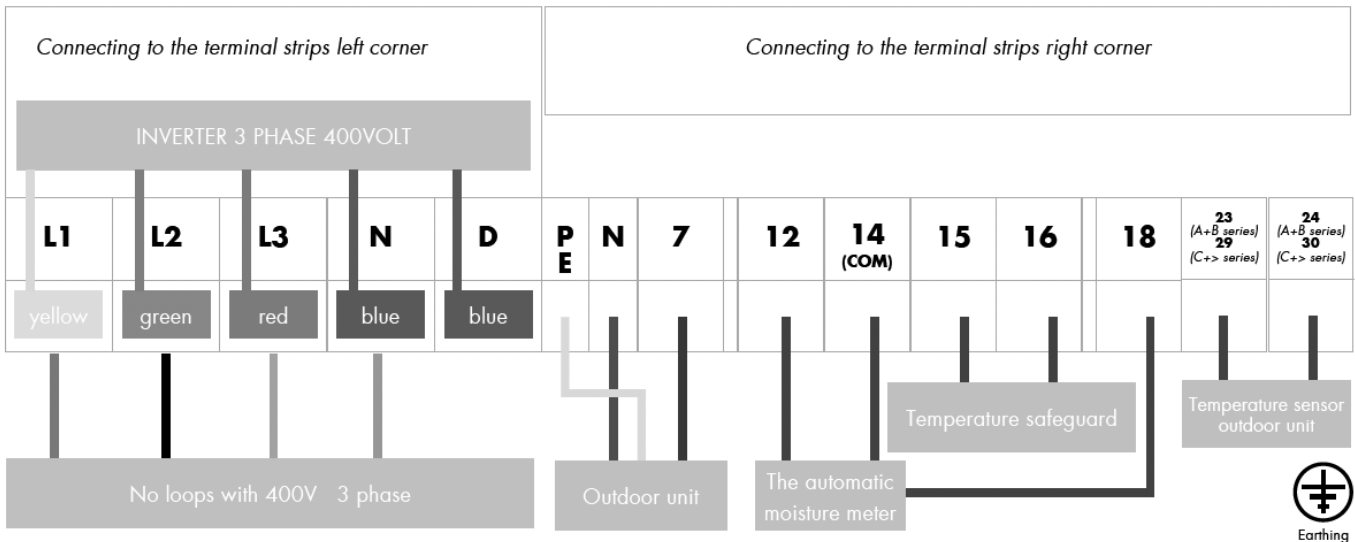 Connecting to the terminal strips left corner
Connecting to the terminal strips right corner
INVERTER 3 PHASE 400VOLT
L1
L2
L3
N
D
P
E
N
7
12
14
(COM)
15
16
18
23
(A+B series)
29
(C+> series)
24
(A+B series)
30
(C+> series)
yellow
green
red
blue
blue
Temperature safeguard
Temperature sensor
outdoor unit
No loops with 400V 3 phase
Outdoor unit
The automatic
moisture meter
Earthing